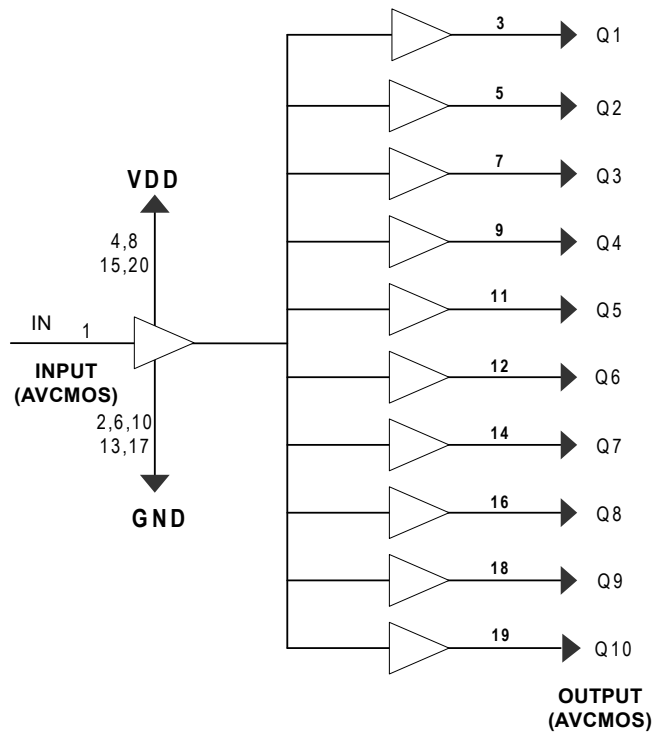 3 Q1
5 Q2
7 Q3
VDD
9 Q4
4,8
15,20
11 Q5
IN 1
INPUT
(AVCMOS)
12 Q6
2,6,10
13,17
14 Q7
GND
16 Q8
18 Q9
19 Q10
OUTPUT
(AVCMOS)